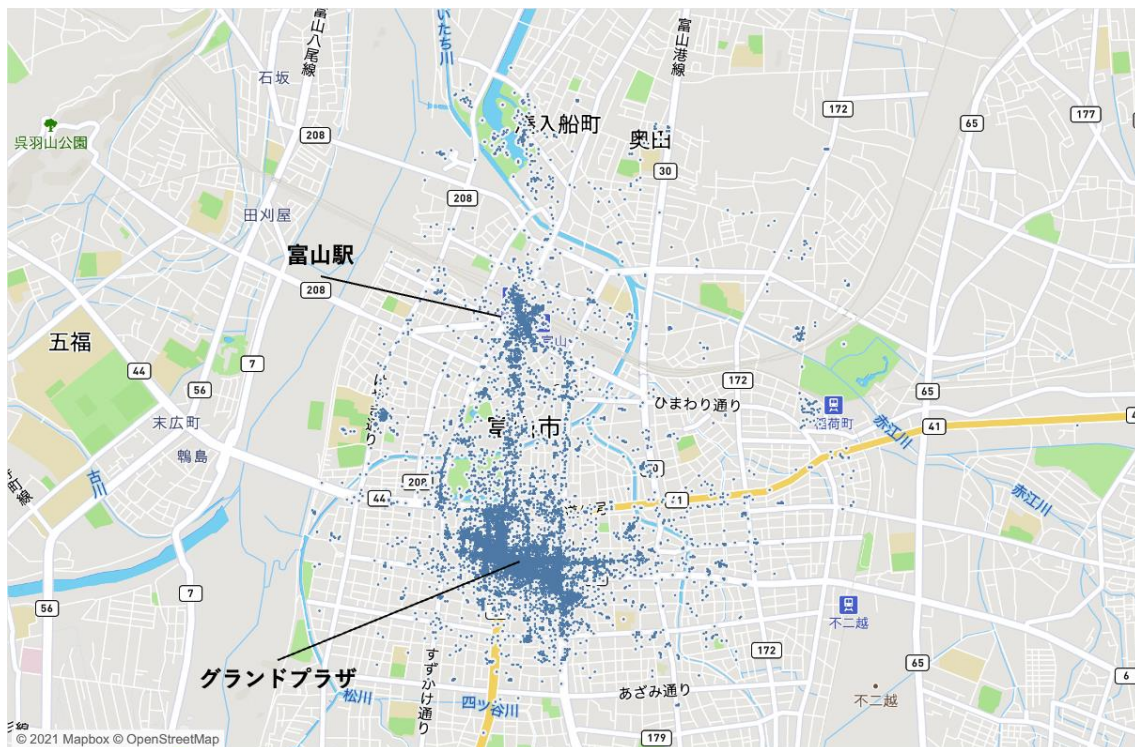 富山八尾線
いたち川
富山港線
石坂
172
177
65
208
入船町
奥田
呉羽山公園
30
208
田刈屋
208
富山駅
208
五福
44
7
富山
56
172
ひまわり通り
65
稲荷町
41
末広町
市
赤江川
鵯島
208
44
41
古川
赤江川
7
56
不二越
グランドプラザ
すずかけ通り
172
65
あざみ通り
6
松川
四ツ谷川
不二越
179
© 2021 Mapbox © OpenStreetMap